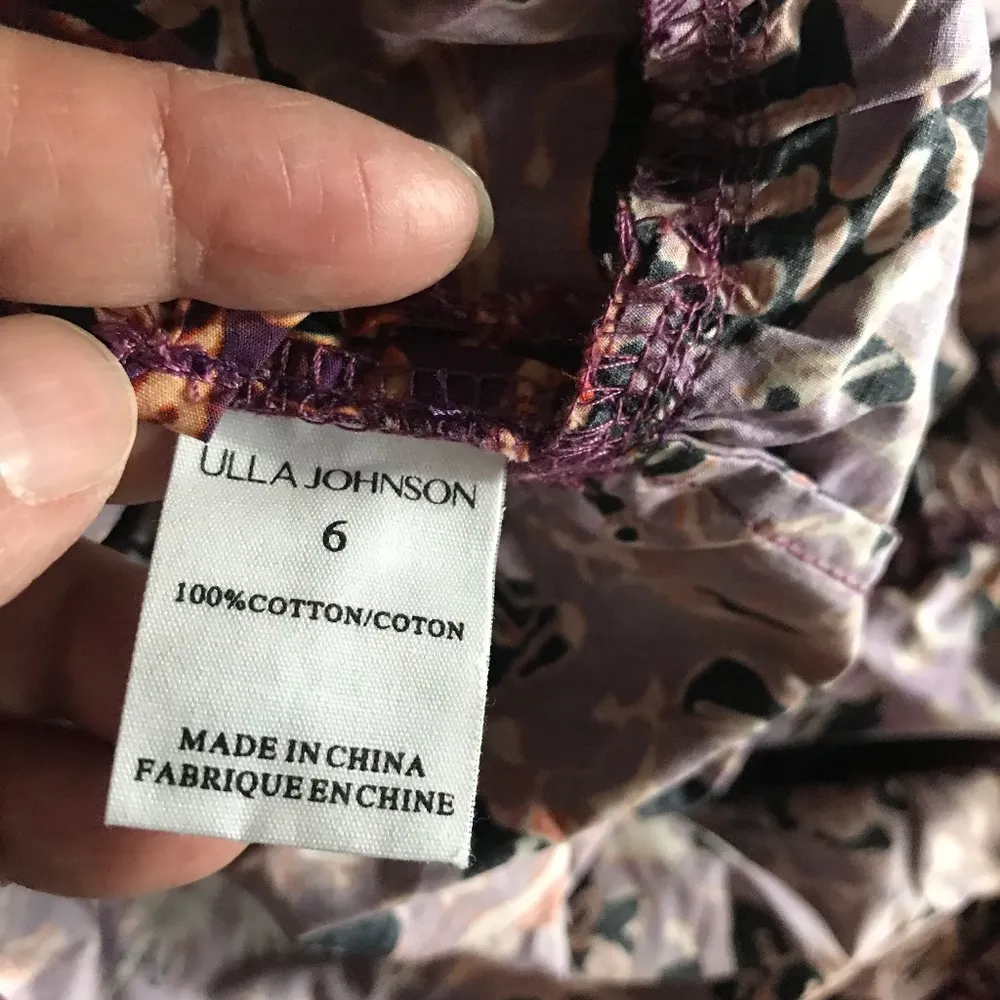 ULLA JOHNSON
6
100%COTTON/COTON
MADE IN CHINA
FABRIQUE EN CHINE